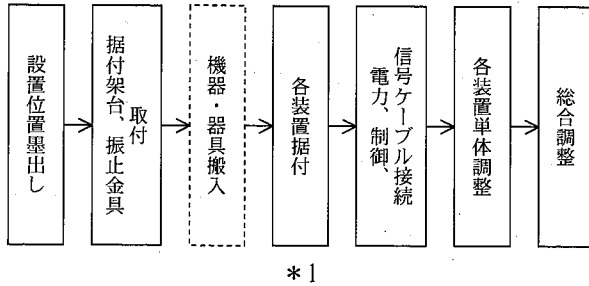 設置位置墨出し
据付架台、振止金具
取付
機器・器具搬入
各装置据付
電力、制御、
信号ケーブル接続
各装置単体調整
総合調整
*1